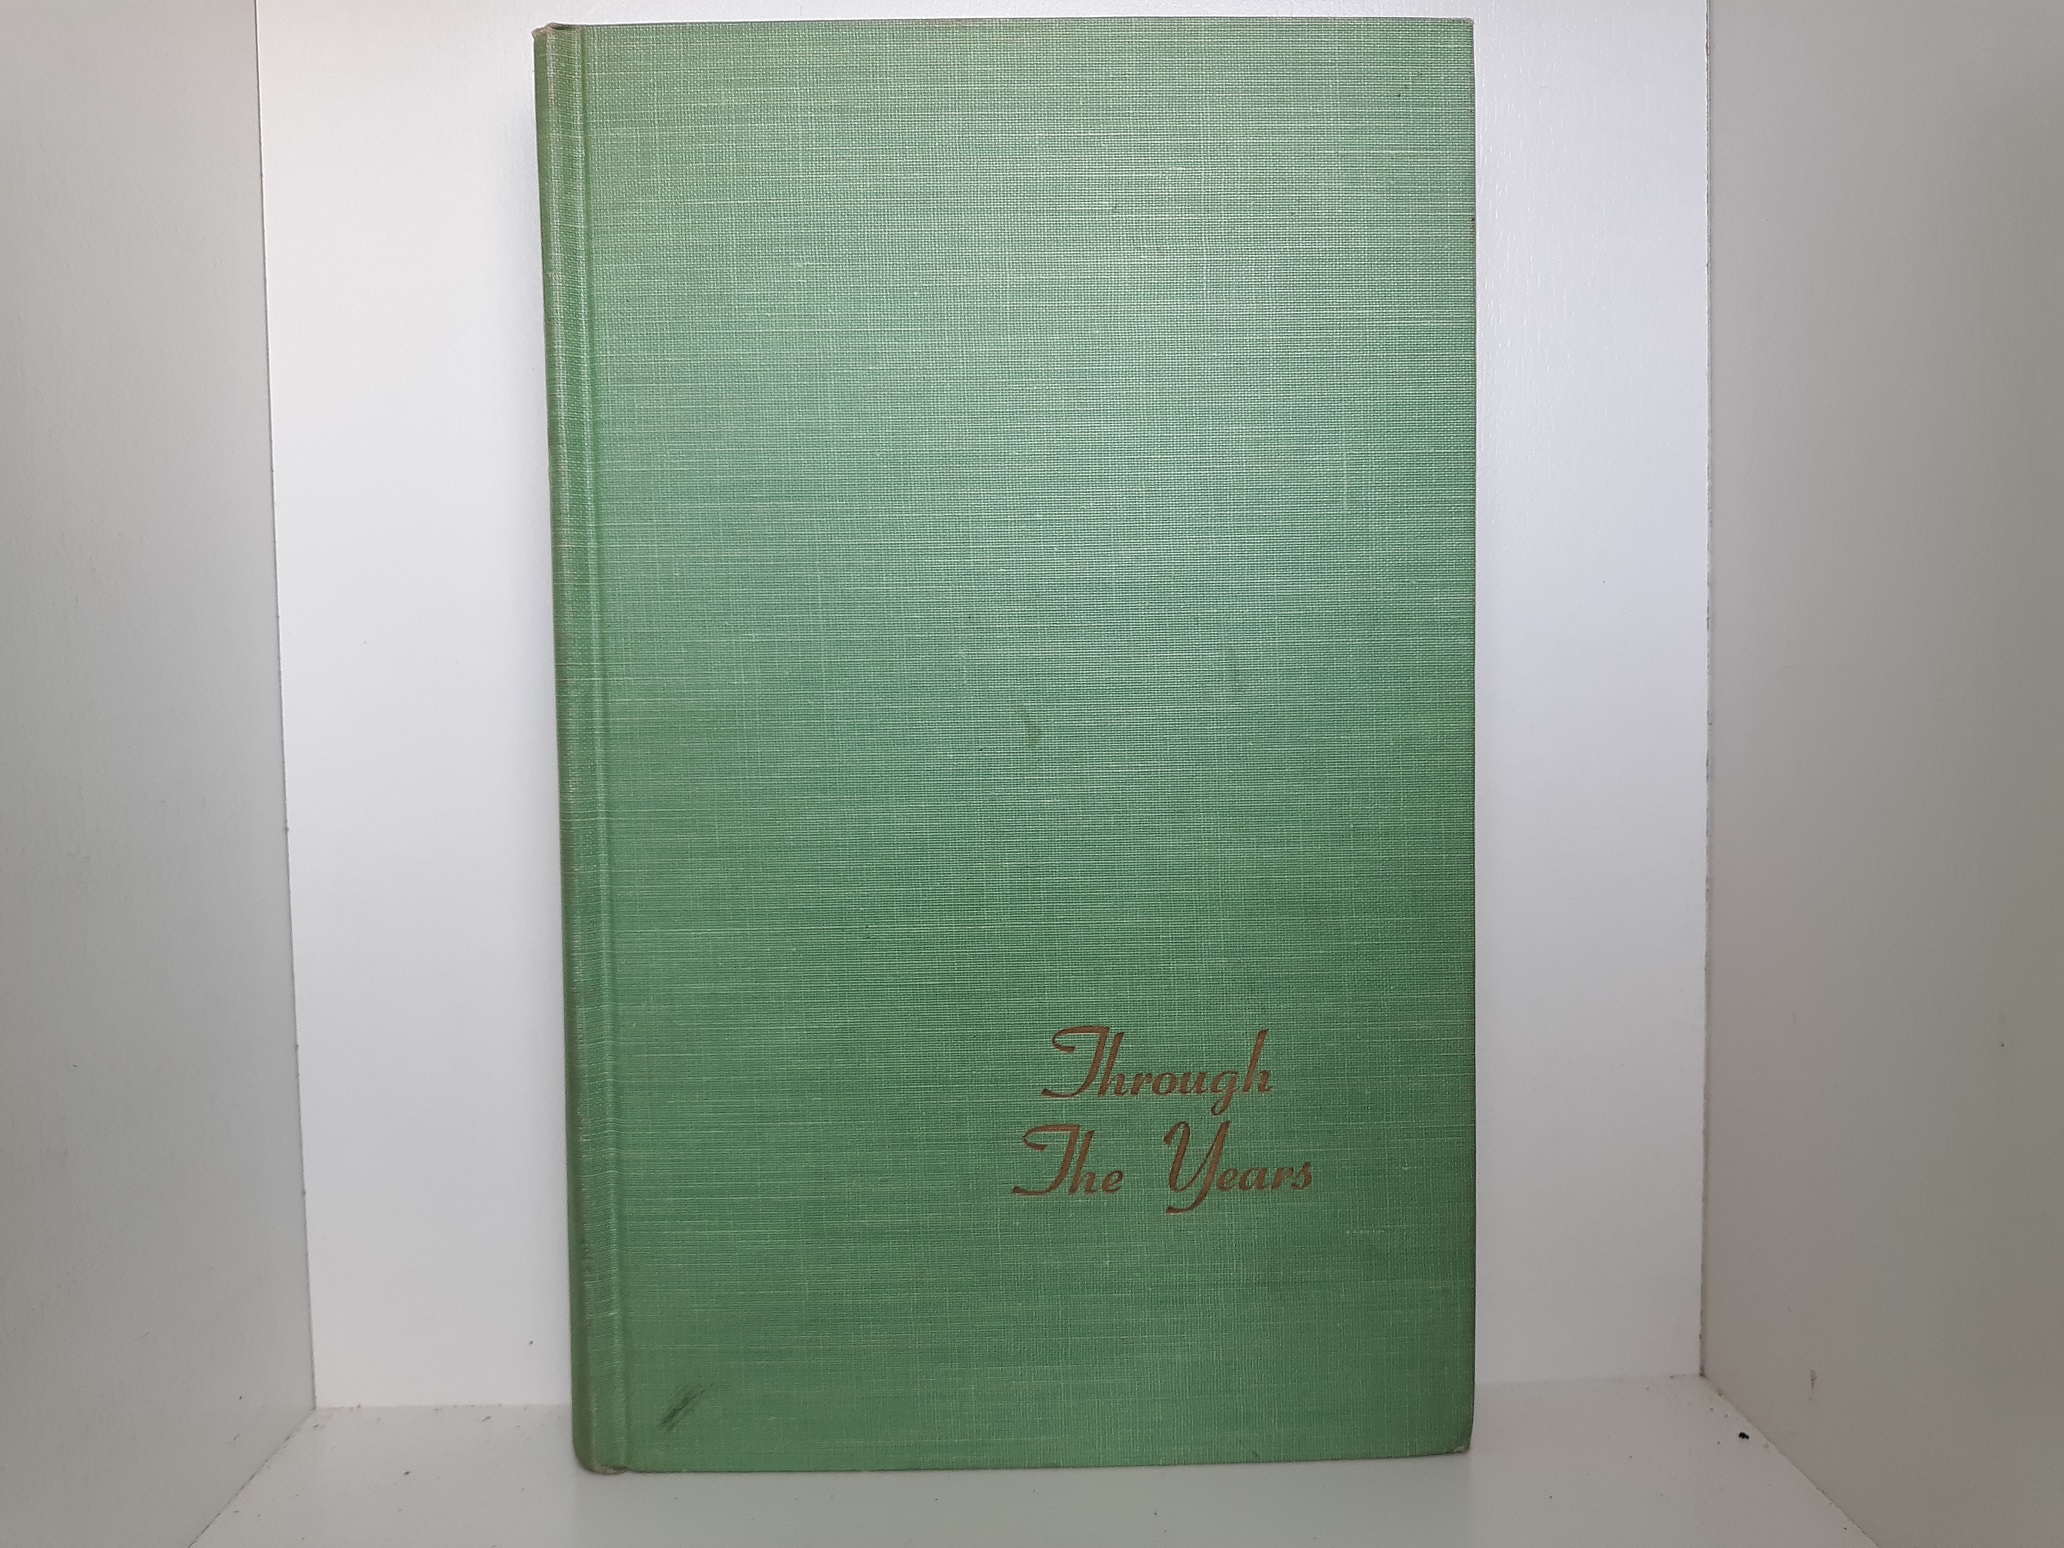 Through
The Years